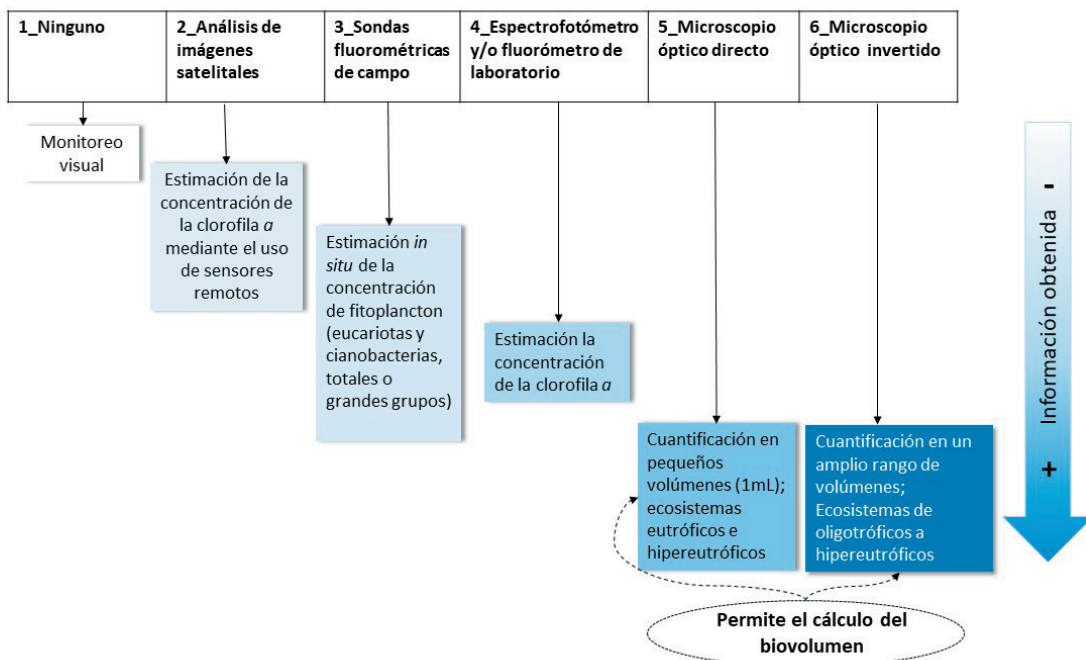 1_Ninguno
2_Análisis de
imágenes
satelitales
3_Sondas
fluorométricas
de campo
4_Espectrofotómetro
y/o fluorómetro de
laboratorio
5_Microscopio
óptico directo
6_Microscopio
óptico invertido
Monitoreo
visual
Estimación de la
concentración de
la clorofila a
mediante el uso
de sensores
remotos
Estimación in
situ de la
concentración
de fitoplancton
(eucariotas y
cianobacterias,
totales o
grandes grupos)
Estimación la
concentración
de la clorofila a
Cuantificación en
pequeños
volúmenes (1mL);
ecosistemas
eutróficos e
hipereutróficos
Cuantificación en un
amplio rango de
volúmenes;
Ecosistemas de
oligotróficos a
hipereutróficos
Permite el cálculo del
biovolumen
-
Información obtenida
+